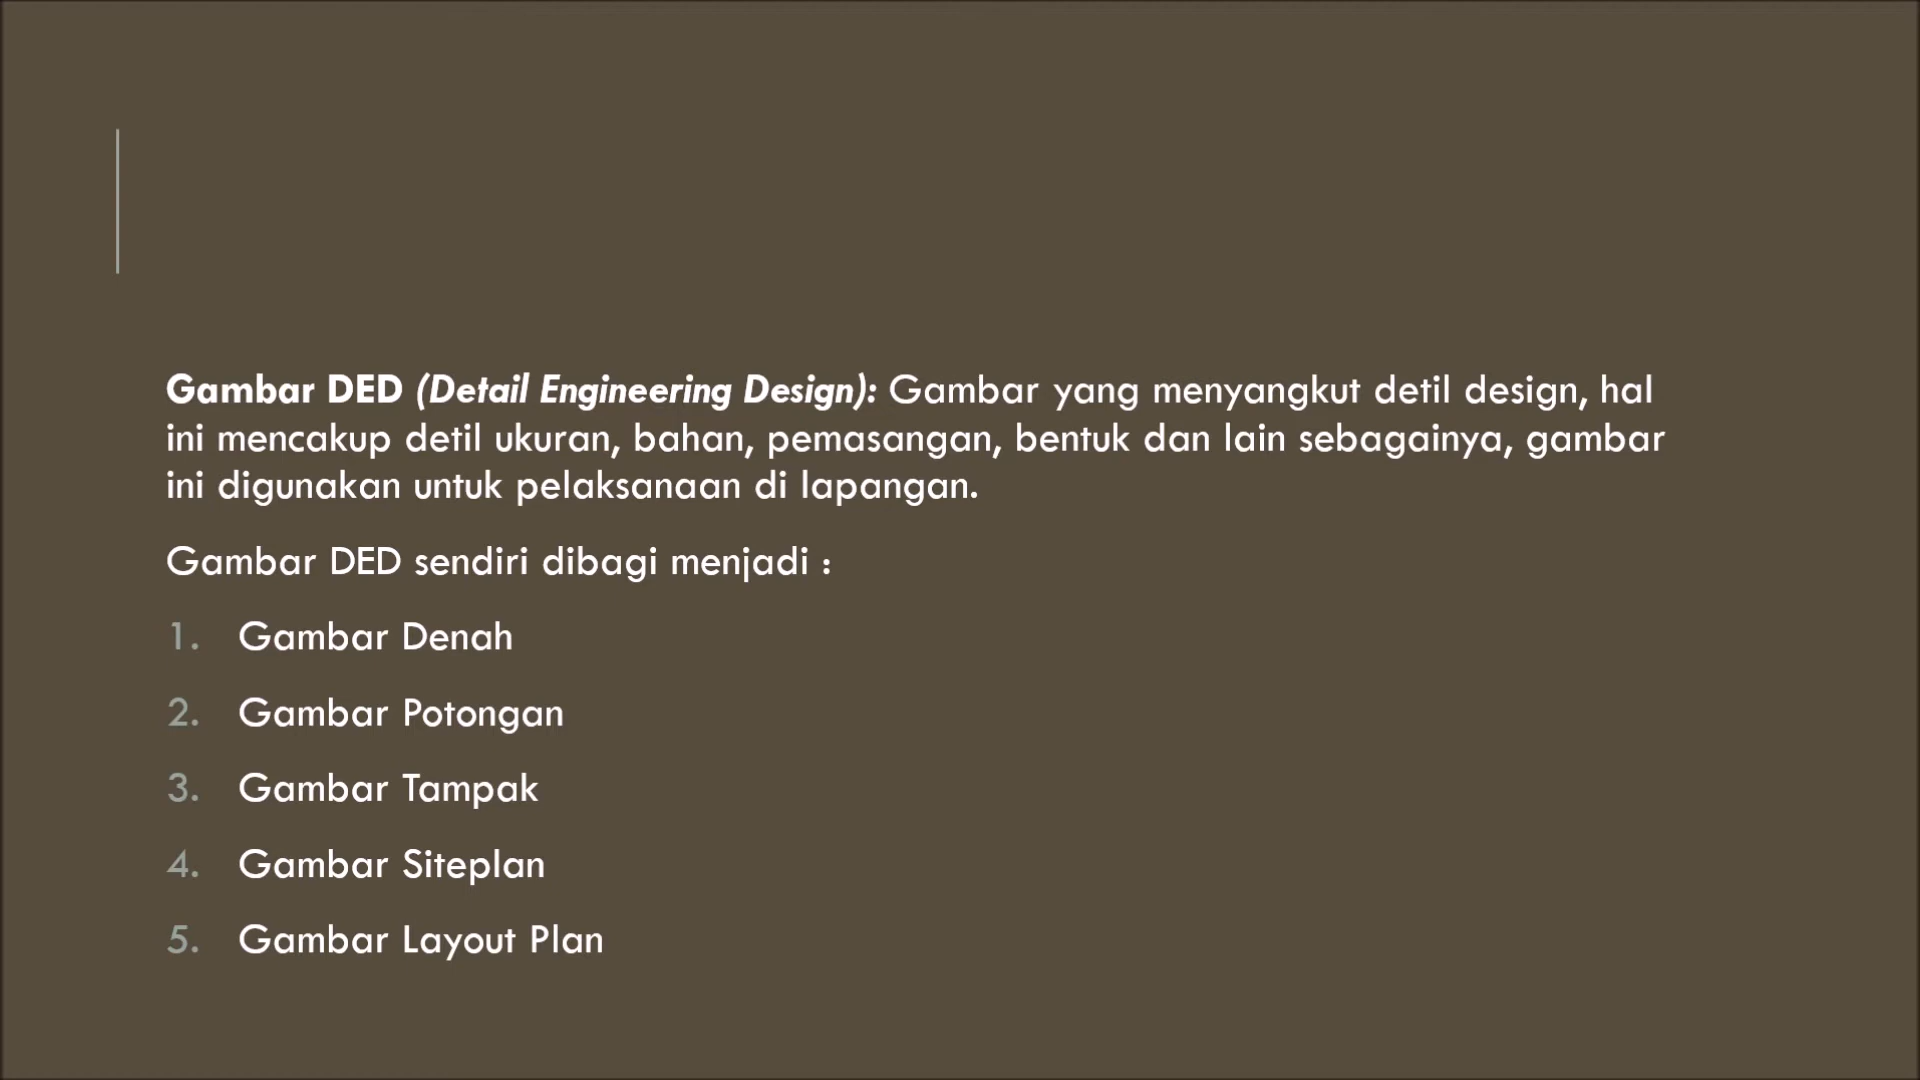 Gambar DED (Detail Engineering Design): Gambar yang menyangkut detil design, hal
ini mencakup detil ukuran, bahan, pemasangan, bentuk dan lain sebagainya, gambar
ini digunakan untuk pelaksanaan di lapangan.
Gambar DED sendiri dibagi menjadi :
1. Gambar Denah
2. Gambar Potongan
3. Gambar Tampak
4. Gambar Siteplan
5. Gambar Layout Plan